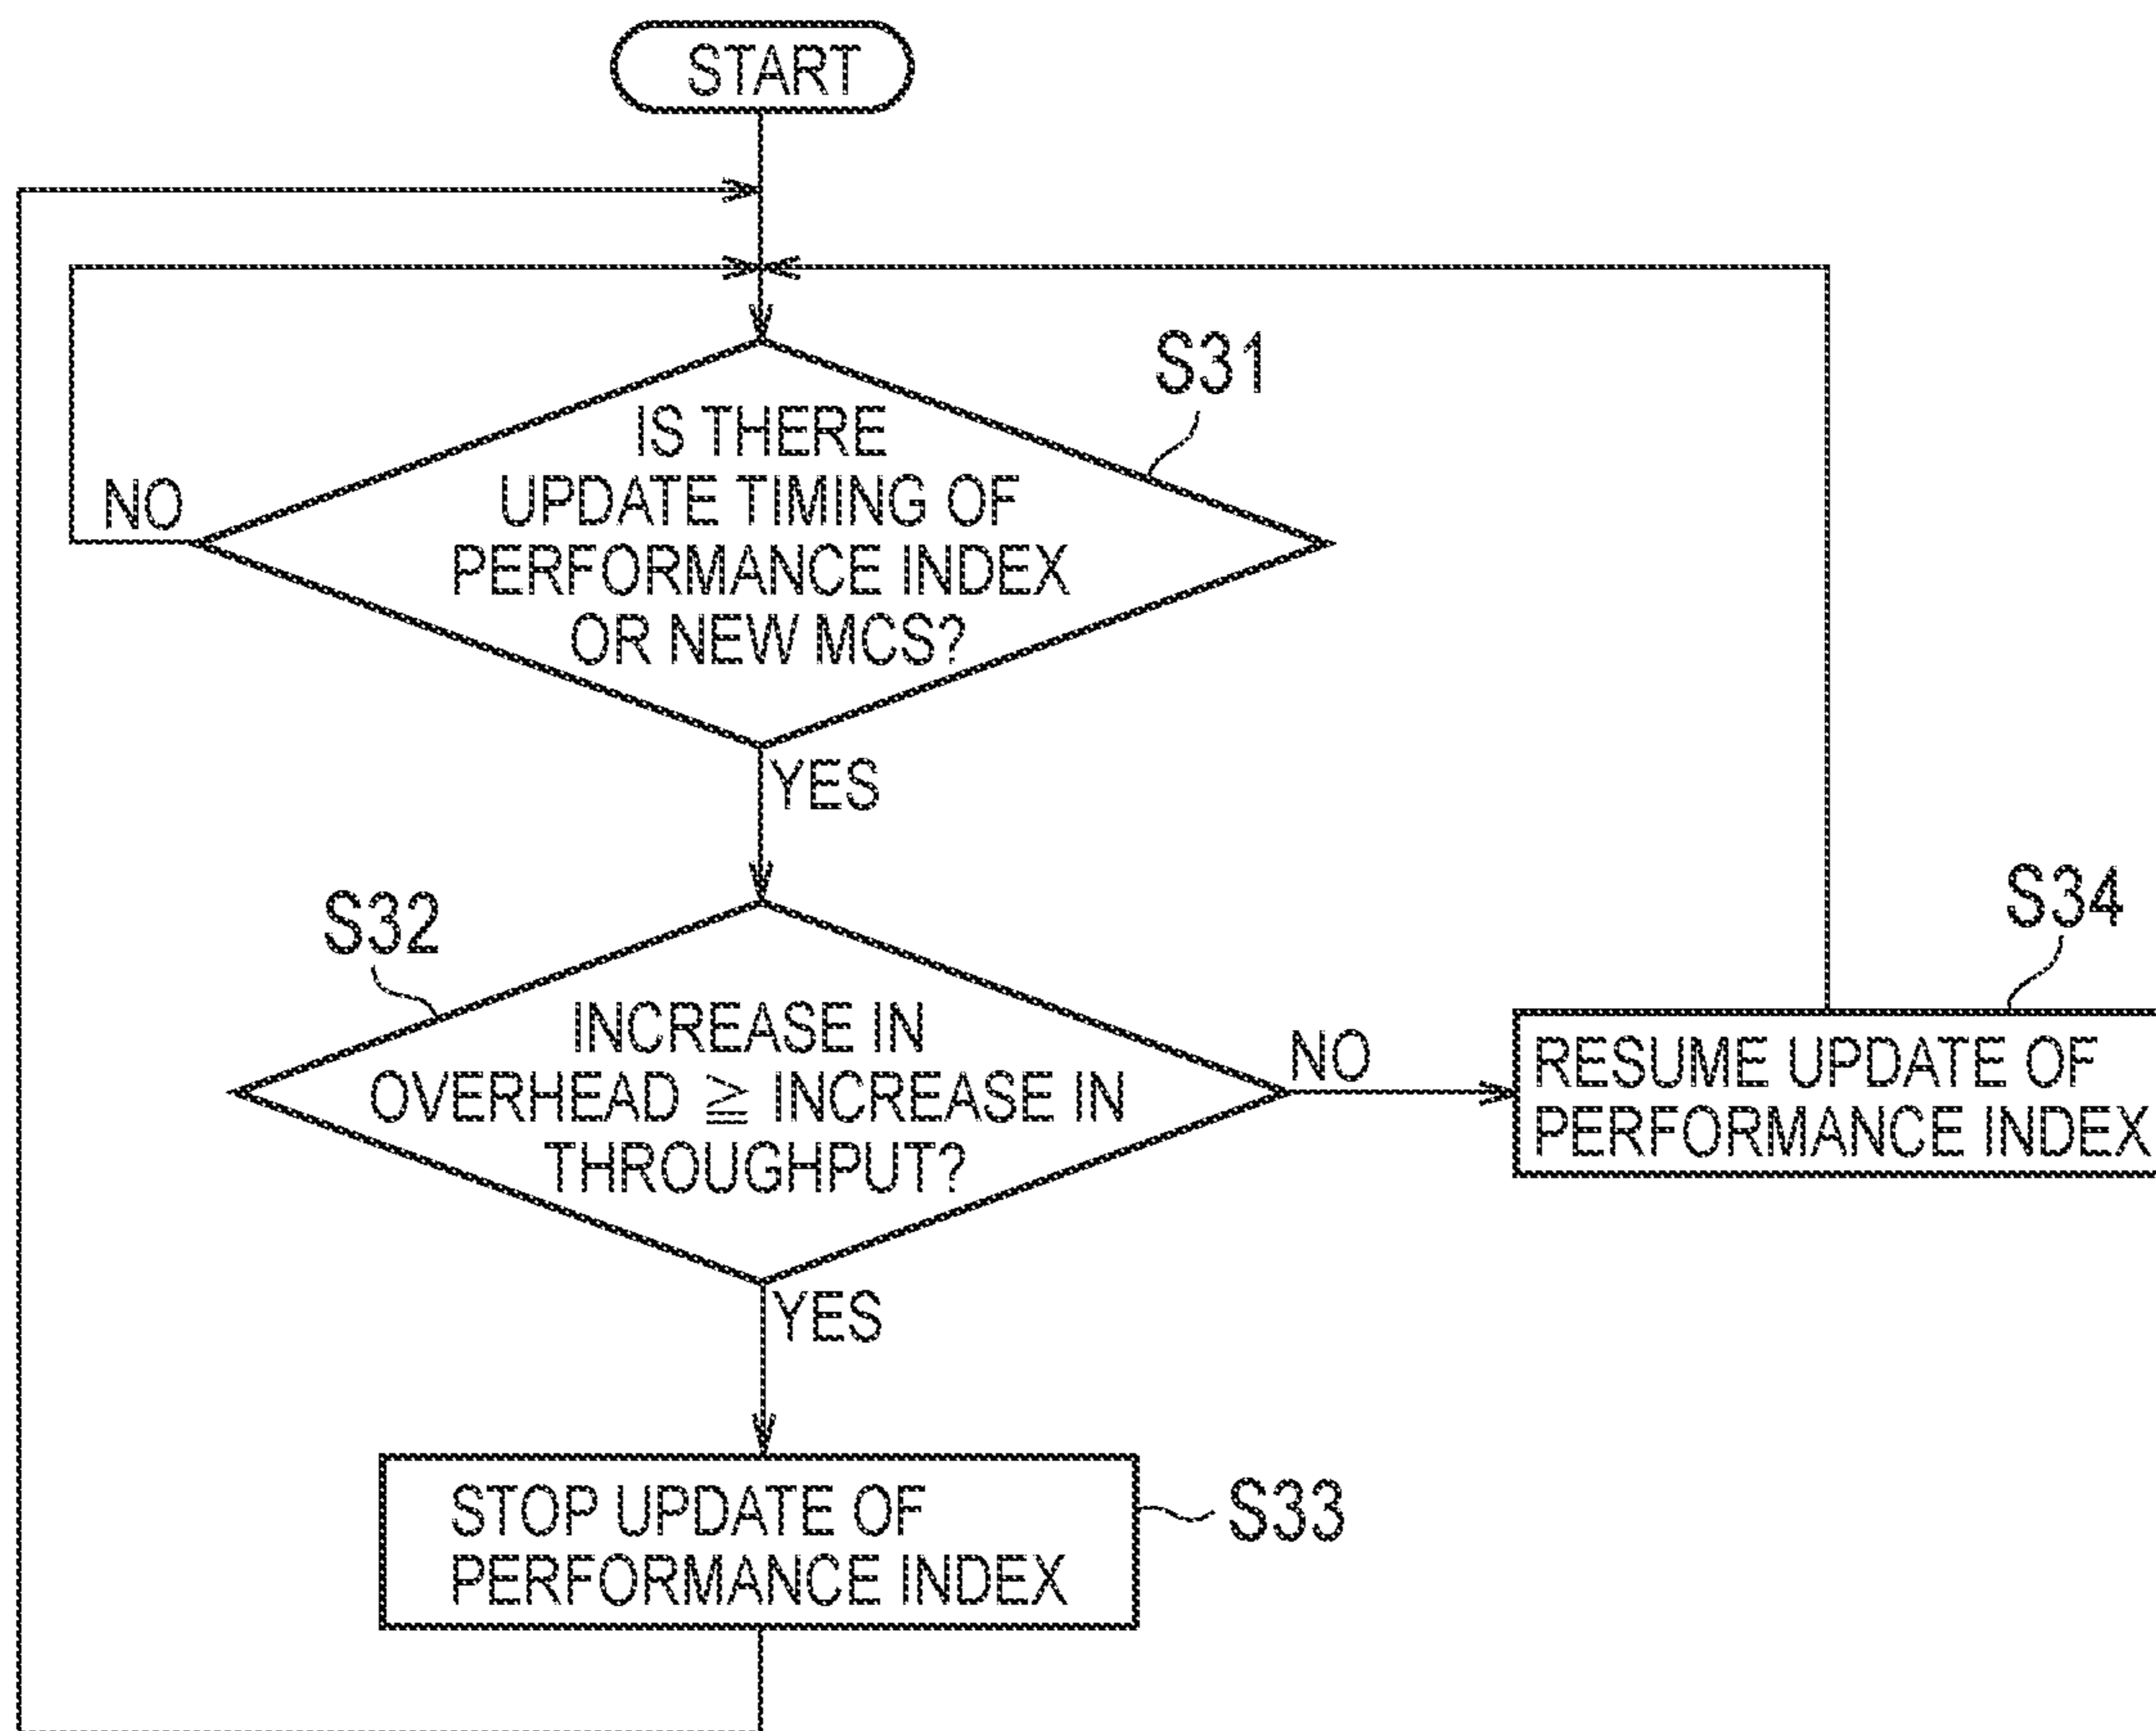 START
S31
IS THERE
UPDATE TIMING OF
PERFORMANCE INDEX
OR NEW MCS?
NO
YES
S32
INCREASE IN
OVERHEAD ≧ INCREASE IN
THROUGHPUT?
NO
S34
RESUME UPDATE OF
PERFORMANCE INDEX
YES
STOP UPDATE OF
PERFORMANCE INDEX
S33